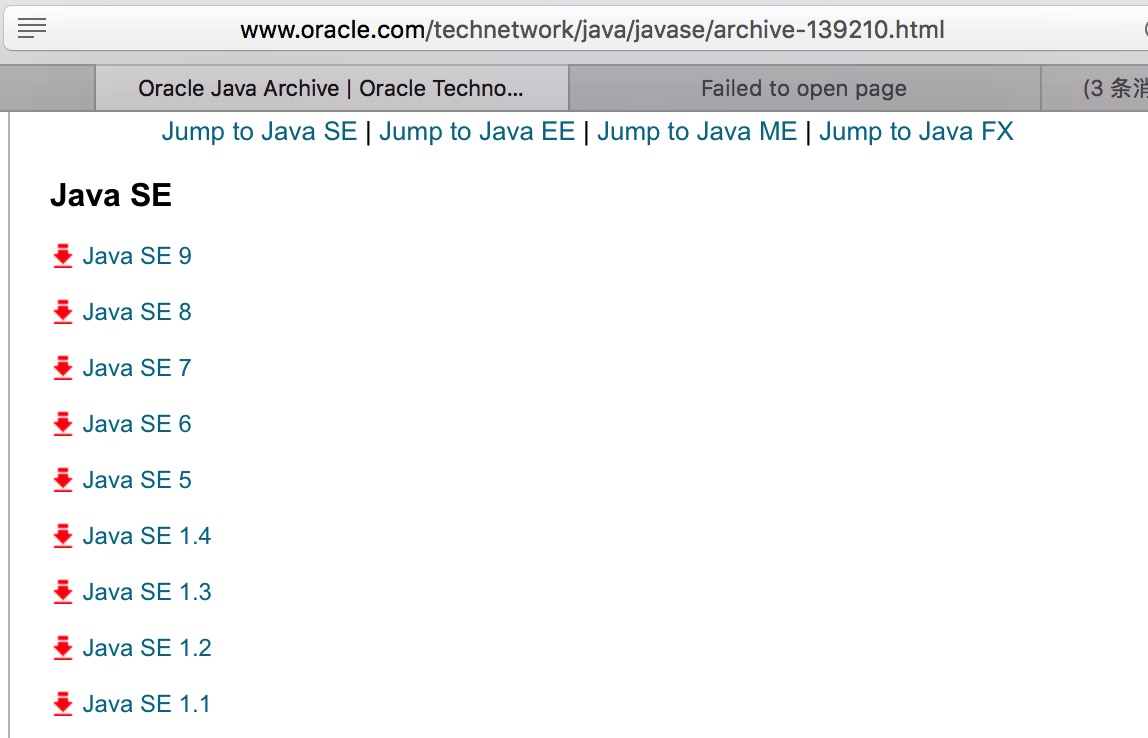 www.oracle.com/technetwork/java/javase/archive-139210.html
Oracle Java Archive | Oracle Techno... Failed to open page (3 条消
Jump to Java SE | Jump to Java EE | Jump to Java ME | Jump to Java FX
Java SE
Java SE 9
Java SE 8
Java SE 7
Java SE 6
Java SE 5
Java SE 1.4
Java SE 1.3
Java SE 1.2
Java SE 1.1